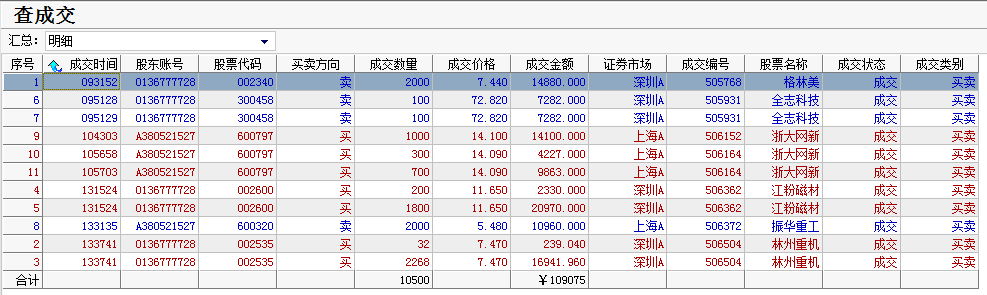 查成交
汇总: 明细
序号 成交时间 股东账号 股票代码 买卖方向 成交数量 成交价格 成交金额 证券市场 成交编号 股票名称 成交状态 成交类别
1 093152 0136777728 002340 卖 2000 7.440 14880.000 深圳A 505768 格林美 成交 买卖
6 095128 0136777728 300458 卖 100 72.820 7282.000 深圳A 505931 全志科技 成交 买卖
7 095129 0136777728 300458 卖 100 72.820 7282.000 深圳A 505931 全志科技 成交 买卖
9 104303 A380521527 600797 买 1000 14.100 14100.000 上海A 506152 浙大网新 成交 买卖
10 105658 A380521527 600797 买 300 14.090 4227.000 上海A 506164 浙大网新 成交 买卖
11 105703 A380521527 600797 买 700 14.090 9863.000 上海A 506164 浙大网新 成交 买卖
4 131524 0136777728 002600 买 200 11.650 2330.000 深圳A 506362 江粉磁材 成交 买卖
5 131524 0136777728 002600 买 1800 11.650 20970.000 深圳A 506362 江粉磁材 成交 买卖
8 133135 A380521527 600320 卖 2000 5.480 10960.000 上海A 506372 振华重工 成交 买卖
2 133741 0136777728 002535 买 32 7.470 239.040 深圳A 506504 林州重机 成交 买卖
3 133741 0136777728 002535 买 2268 7.470 16941.960 深圳A 506504 林州重机 成交 买卖
合计 10500 ￥109075